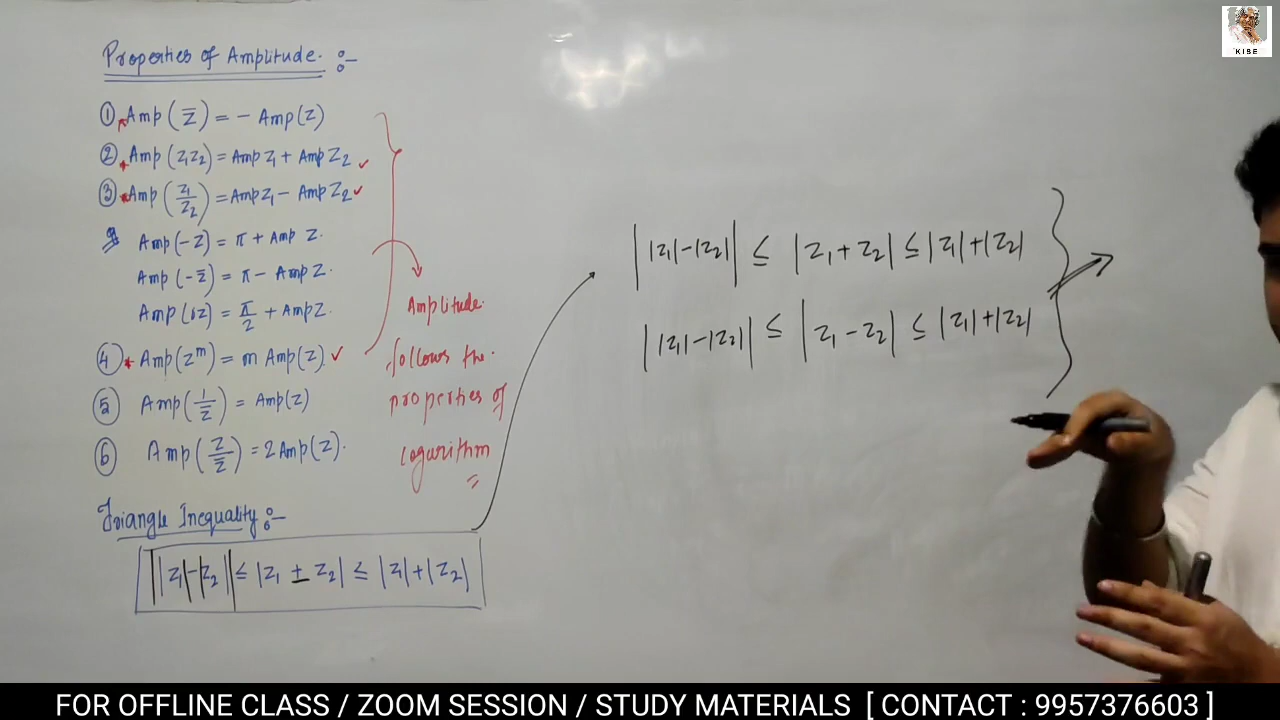 Properties of Amplitude :-
① Amp(z̅) = - Amp(z)
② Amp(z₁z₂) = Amp z₁ + Amp z₂ ✓
③ Amp(z₁/z₂) = Amp z₁ - Amp z₂ ✓
Amp(-z) = π + Amp z.
Amp(-z̅) = π - Amp z.
Amp(iz) = π/2 + Amp z.
④ Amp(zᵐ) = m Amp(z). ✓
⑤ Amp(1/z̅) = Amp(z)
⑥ Amp(z/z̅) = 2 Amp(z).
Amplitude.
follows the.
properties of
logarithm
Triangle Inequality :-
||z₁|-|z₂|| ≤ |z₁ ± z₂| ≤ |z₁|+|z₂|
||z₁|-|z₂|| ≤ |z₁+z₂| ≤ |z₁|+|z₂|
||z₁|-|z₂|| ≤ |z₁-z₂| ≤ |z₁|+|z₂|
KISE
FOR OFFLINE CLASS / ZOOM SESSION / STUDY MATERIALS [ CONTACT : 9957376603 ]